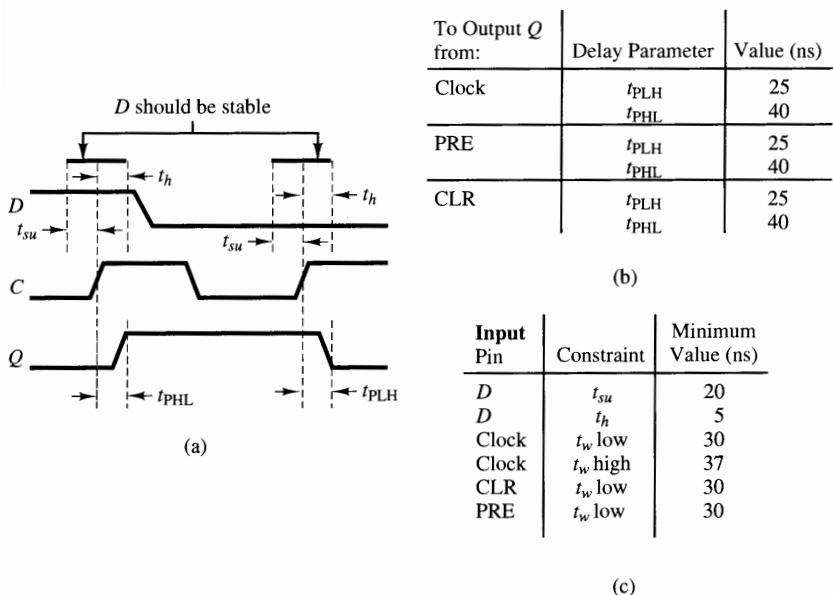 D should be stable
t_h
D
t_h
t_su
t_su
C
Q
t_PHL
t_PLH
(a)
To Output Q from: | Delay Parameter | Value (ns)
Clock | t_PLH | 25
t_PHL | 40
PRE | t_PLH | 25
t_PHL | 40
CLR | t_PLH | 25
t_PHL | 40
(b)
Input Pin | Constraint | Minimum Value (ns)
D | t_su | 20
D | t_h | 5
Clock | t_w low | 30
Clock | t_w high | 37
CLR | t_w low | 30
PRE | t_w low | 30
(c)